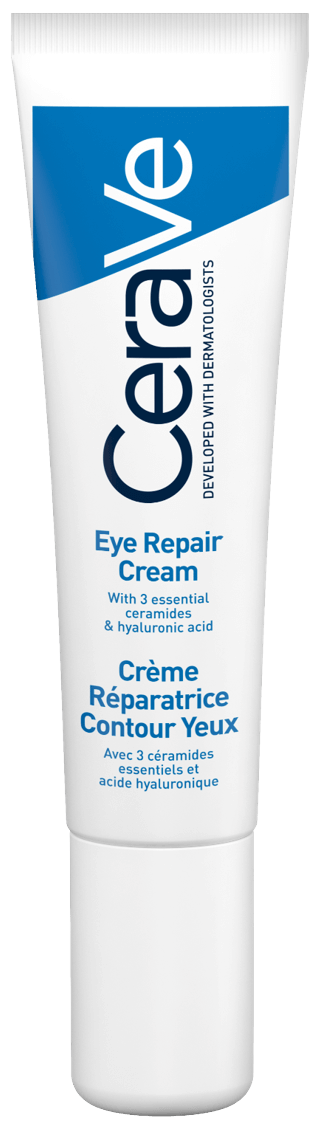 CeraVe
DEVELOPED WITH DERMATOLOGISTS
Eye Repair
Cream
With 3 essential
ceramides
& hyaluronic acid
Crème
Réparatrice
Contour Yeux
Avec 3 céramides
essentiels et
acide hyaluronique